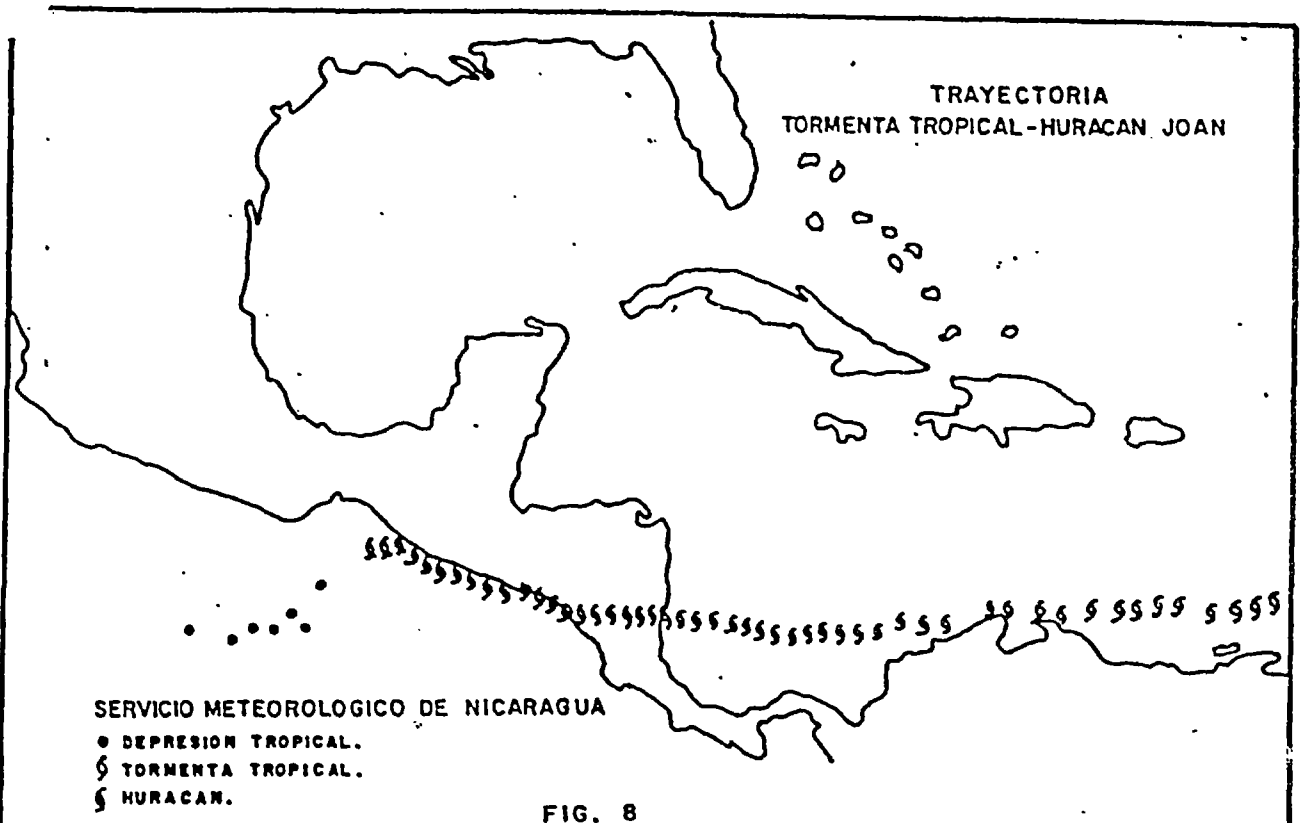 TRAYECTORIA
TORMENTA TROPICAL-HURACAN JOAN
SERVICIO METEOROLOGICO DE NICARAGUA
DEPRESION TROPICAL.
TORMENTA TROPICAL.
HURACAN.
FIG. 8